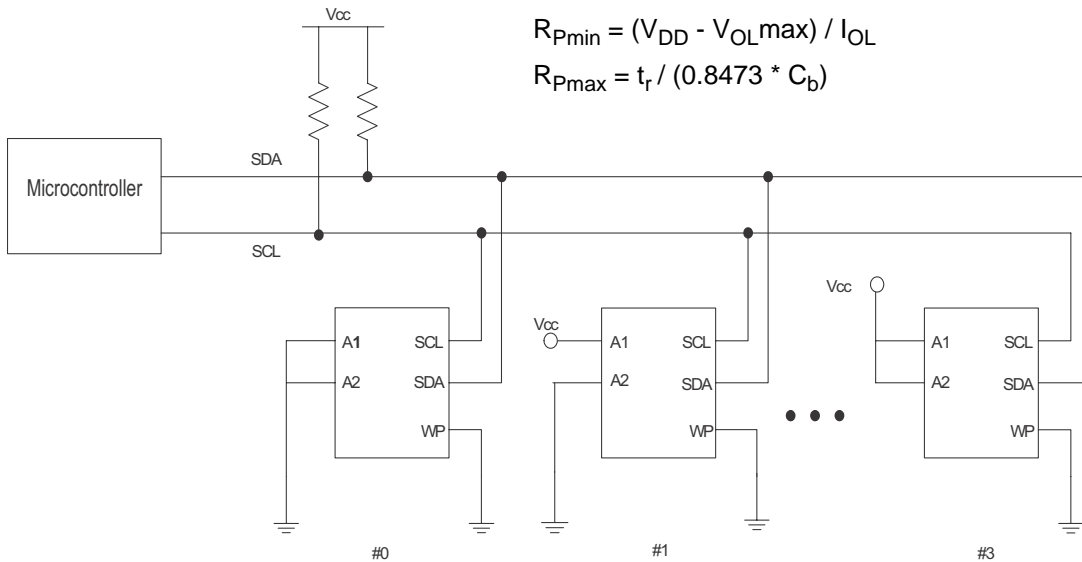 Vcc
R_Pmin = (V_DD - V_OLmax) / I_OL
R_Pmax = t_r / (0.8473 * C_b)
SDA
Microcontroller
SCL
Vcc
Vcc
A1 SCL
A2 SDA
WP
A1 SCL
A2 SDA
WP
A1 SCL
A2 SDA
WP
#0
#1
#3